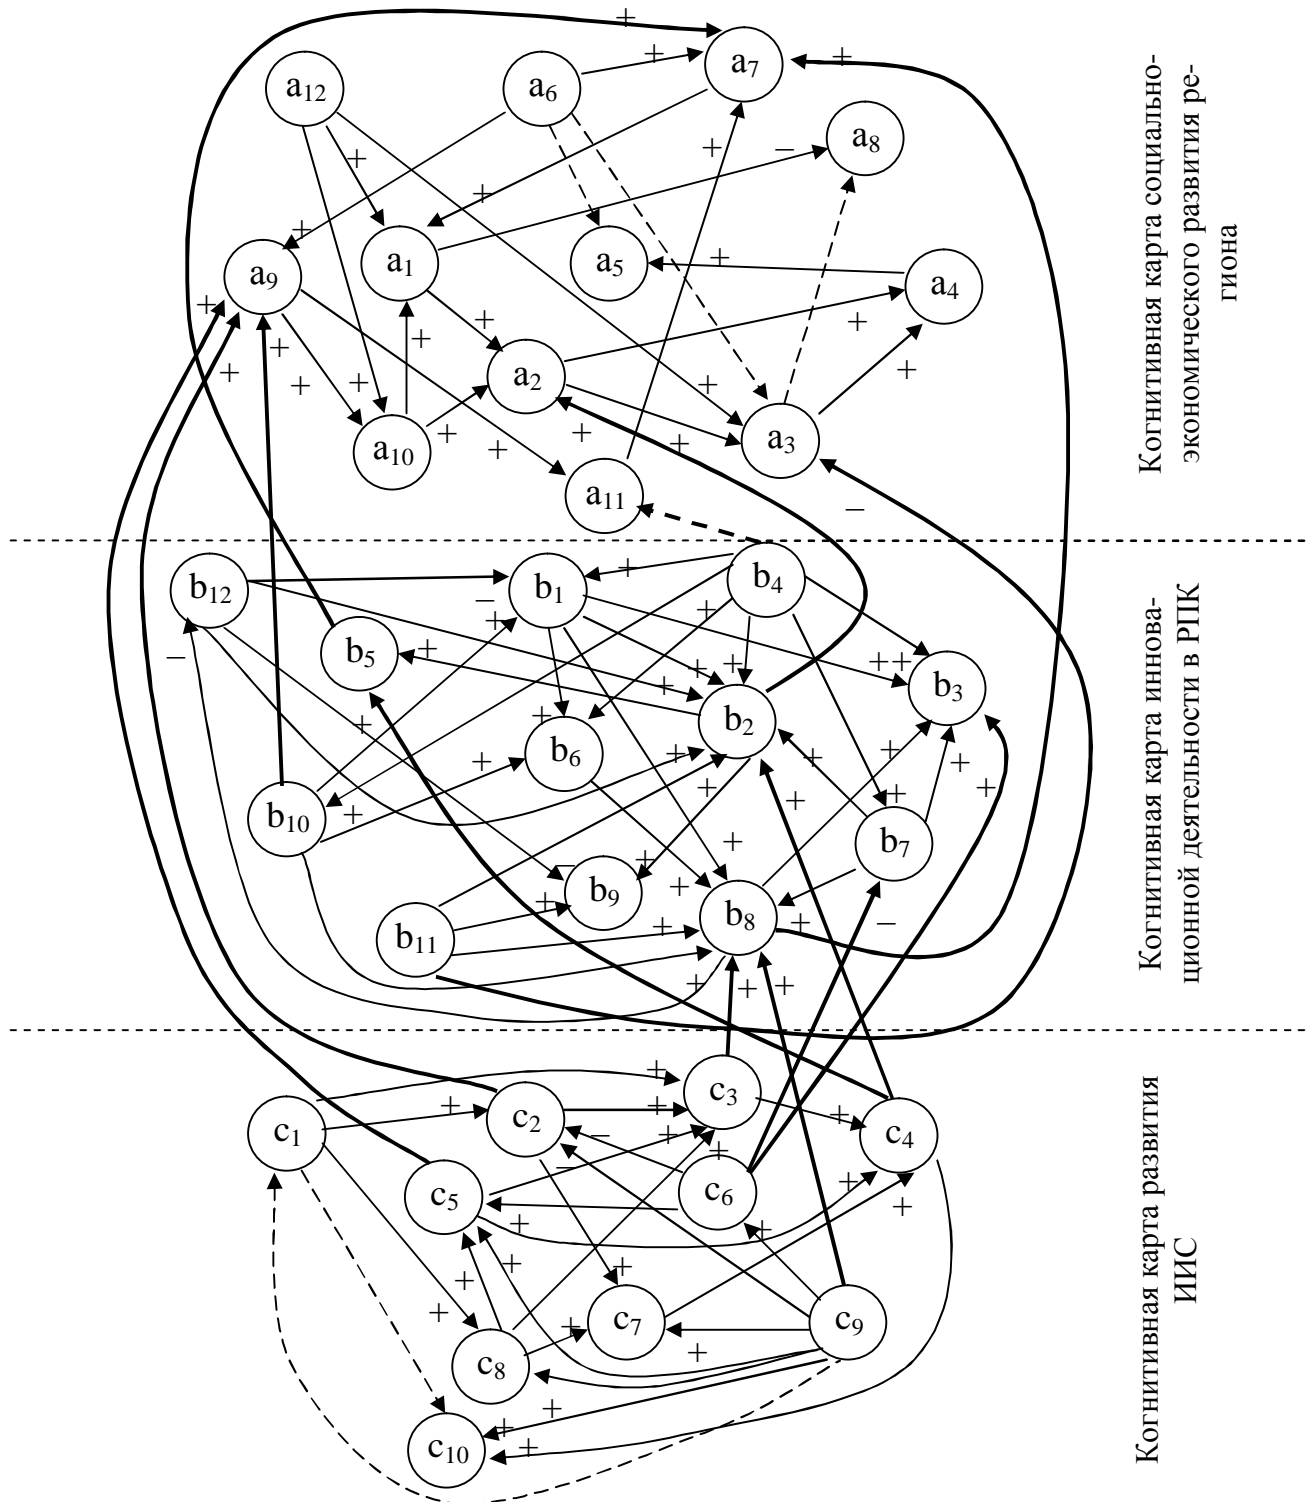 +
a₇
+
+
a₁₂
a₆
a₈
+
+
–
+
+
a₉
a₁
a₅
+
a₄
+
+
+
+
+
+
+
+
+
a₂
+
+
a₁₀
+
+
+
+
a₃
a₁₁
–
Когнитивная карта социально-
экономического развития ре-
гиона
b₁₂
b₁
+
b₄
–
+
+
–
b₅
+
+
+
+
+
+
b₃
+
b₂
+
b₆
+
+
+
+
+
+
+
b₁₀
+
+
+
b₇
+
–
+
b₉
+
+
b₁₁
+
b₈
+
–
+
+
+
Когнитивная карта иннова-
ционной деятельности в РПК
+
c₃
c₁
+
c₂
+
+
c₄
–
+
+
–
c₅
c₆
+
+
+
+
+
+
+
+
c₇
c₉
+
c₈
+
+
+
c₁₀
+
Когнитивная карта развития
ИИС